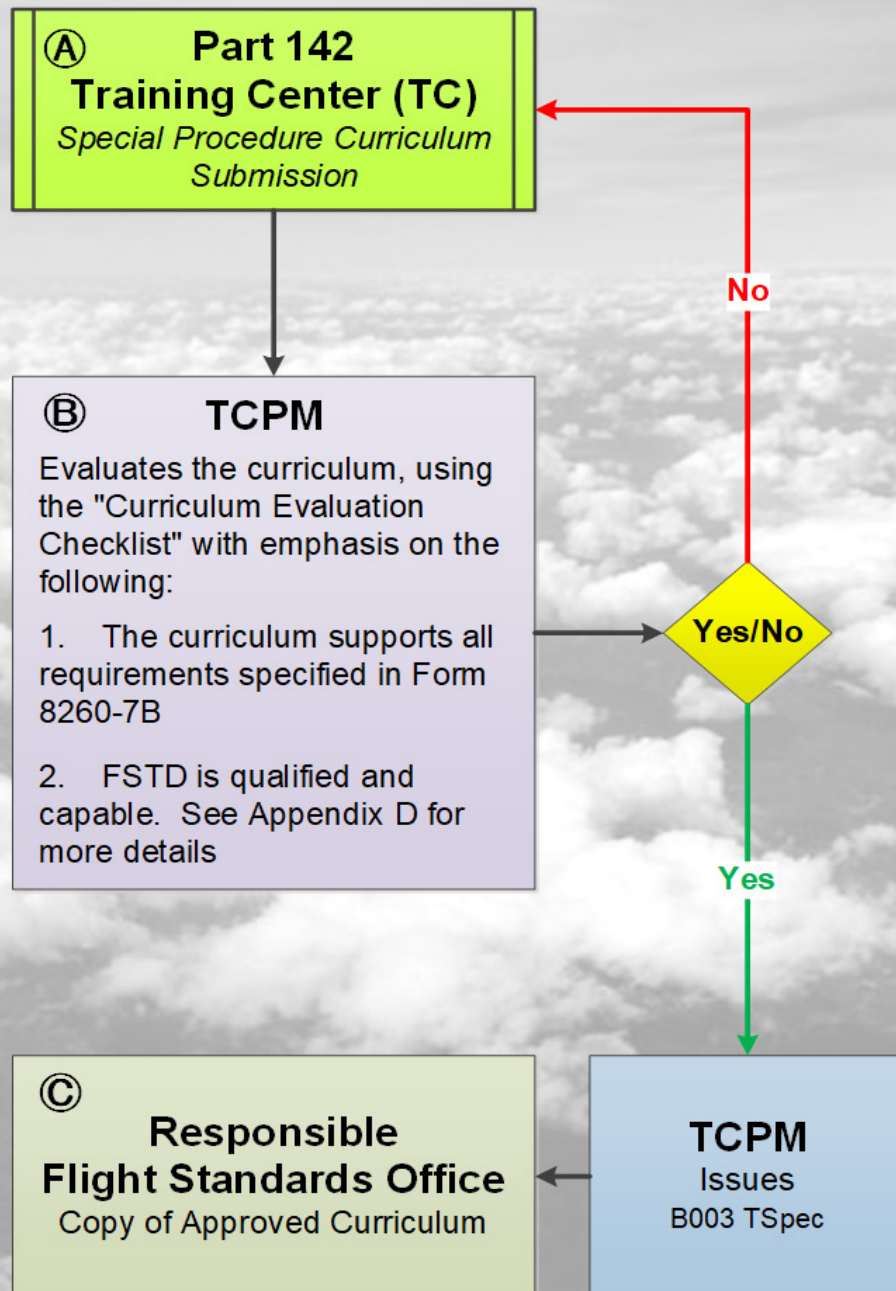 Ⓐ Part 142
Training Center (TC)
Special Procedure Curriculum
Submission
No
Ⓑ TCPM
Evaluates the curriculum, using
the "Curriculum Evaluation
Checklist" with emphasis on the
following:
1. The curriculum supports all
requirements specified in Form
8260-7B
2. FSTD is qualified and
capable. See Appendix D for
more details
Yes/No
Yes
Ⓒ
Responsible
Flight Standards Office
Copy of Approved Curriculum
TCPM
Issues
B003 TSpec